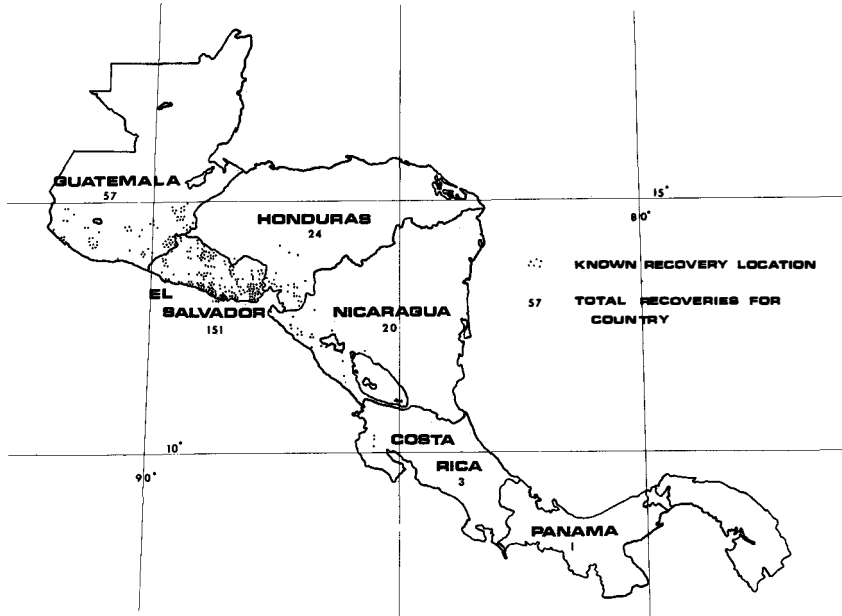 GUATEMALA
57
15°
80°
HONDURAS
24
KNOWN RECOVERY LOCATION
EL
SALVADOR
151
NICARAGUA
20
57 TOTAL RECOVERIES FOR
COUNTRY
COSTA
RICA
3
10°
90°
PANAMA
1